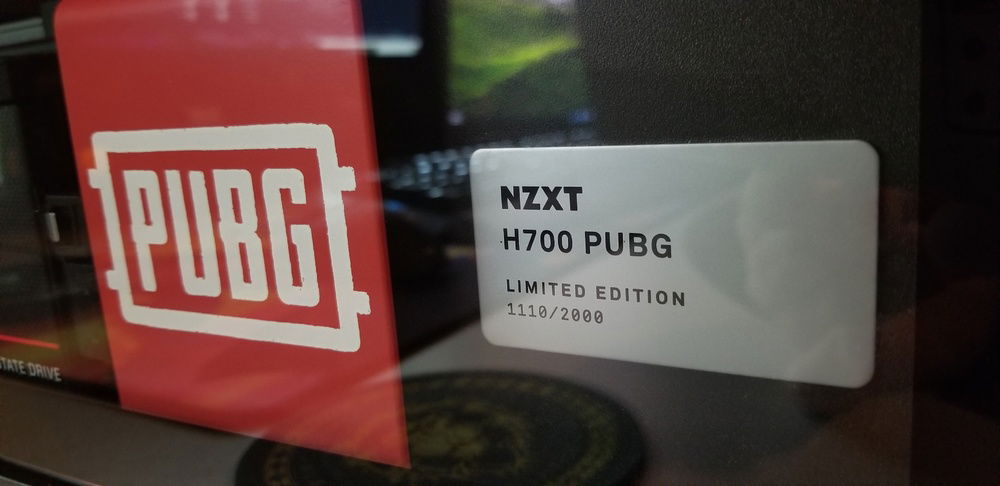 PUBG
NZXT
H700 PUBG
LIMITED EDITION
1110/2000
STATE DRIVE